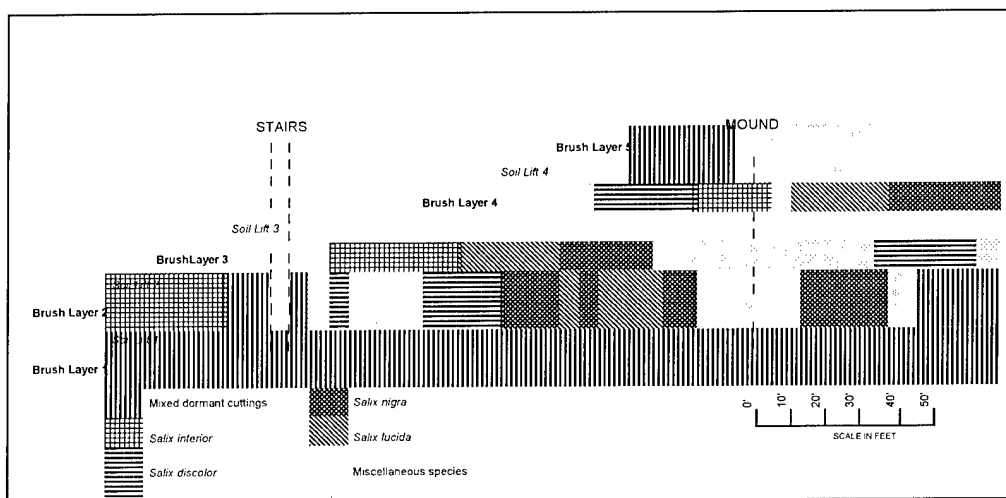 STAIRS
MOUND
Brush Layer 5
Soil Lift 4
Brush Layer 4
Soil Lift 3
BrushLayer 3
Brush Layer 2
Brush Layer 1
Mixed dormant cuttings
Salix nigra
Salix interior
Salix lucida
Salix discolor
Miscellaneous species
0' 10' 20' 30' 40' 50'
SCALE IN FEET